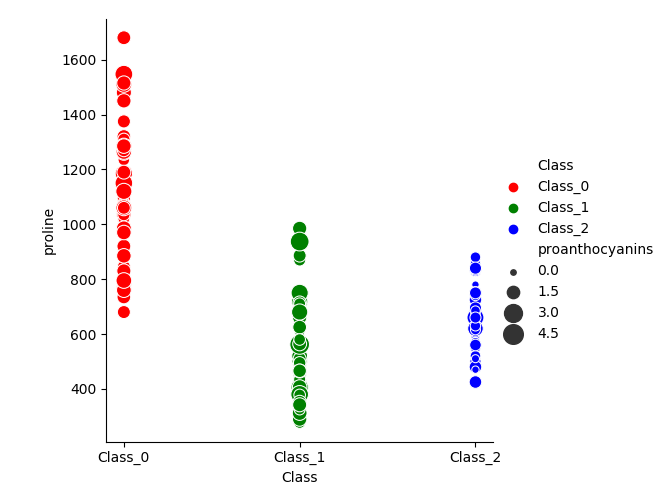 proline
1600
1400
1200
1000
800
600
400
Class_0
Class_1
Class_2
Class
Class
Class_0
Class_1
Class_2
proanthocyanins
0.0
1.5
3.0
4.5